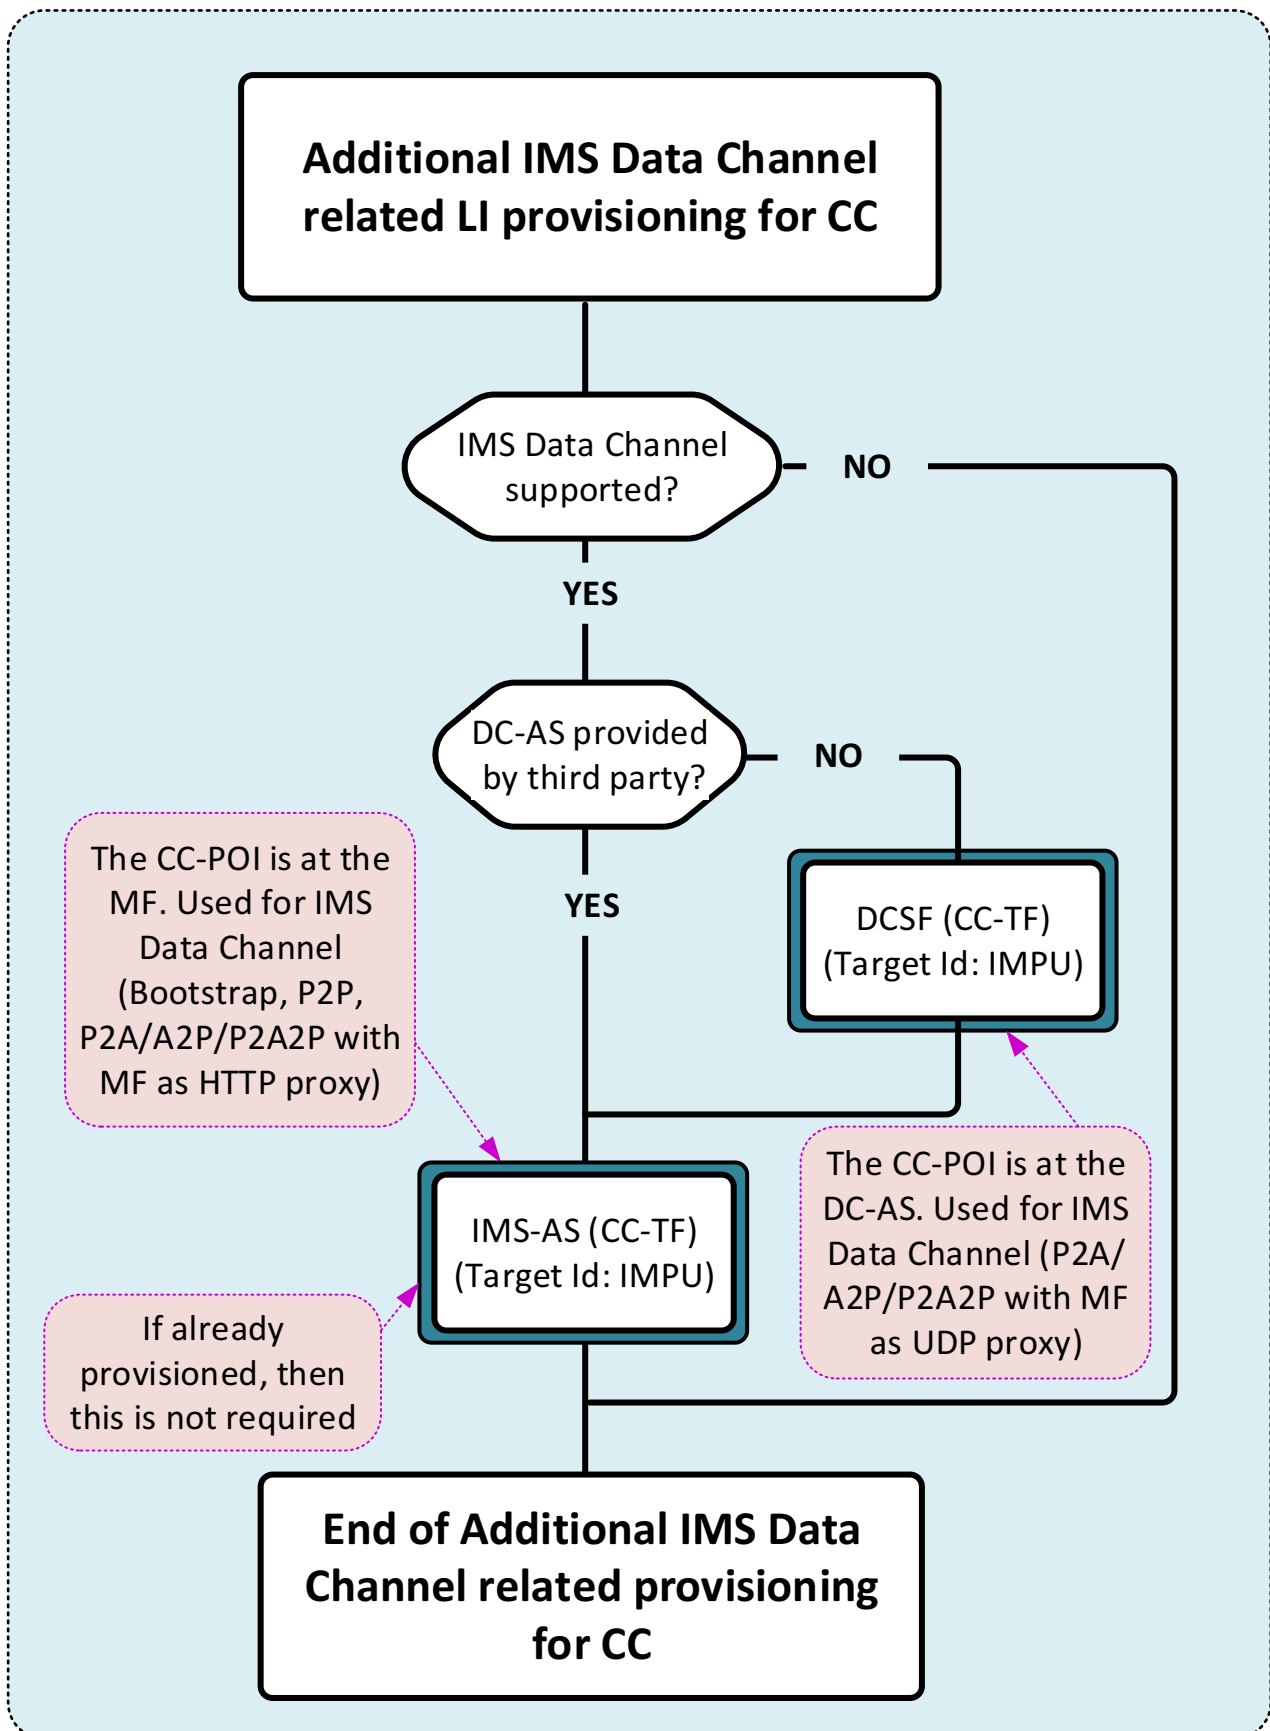 Additional IMS Data Channel
related LI provisioning for CC
IMS Data Channel
supported?
NO
YES
DC-AS provided
by third party?
NO
YES
The CC-POI is at the
MF. Used for IMS
Data Channel
(Bootstrap, P2P,
P2A/A2P/P2A2P with
MF as HTTP proxy)
DCSF (CC-TF)
(Target Id: IMPU)
The CC-POI is at the
DC-AS. Used for IMS
Data Channel (P2A/
A2P/P2A2P with MF
as UDP proxy)
IMS-AS (CC-TF)
(Target Id: IMPU)
If already
provisioned, then
this is not required
End of Additional IMS Data
Channel related provisioning
for CC